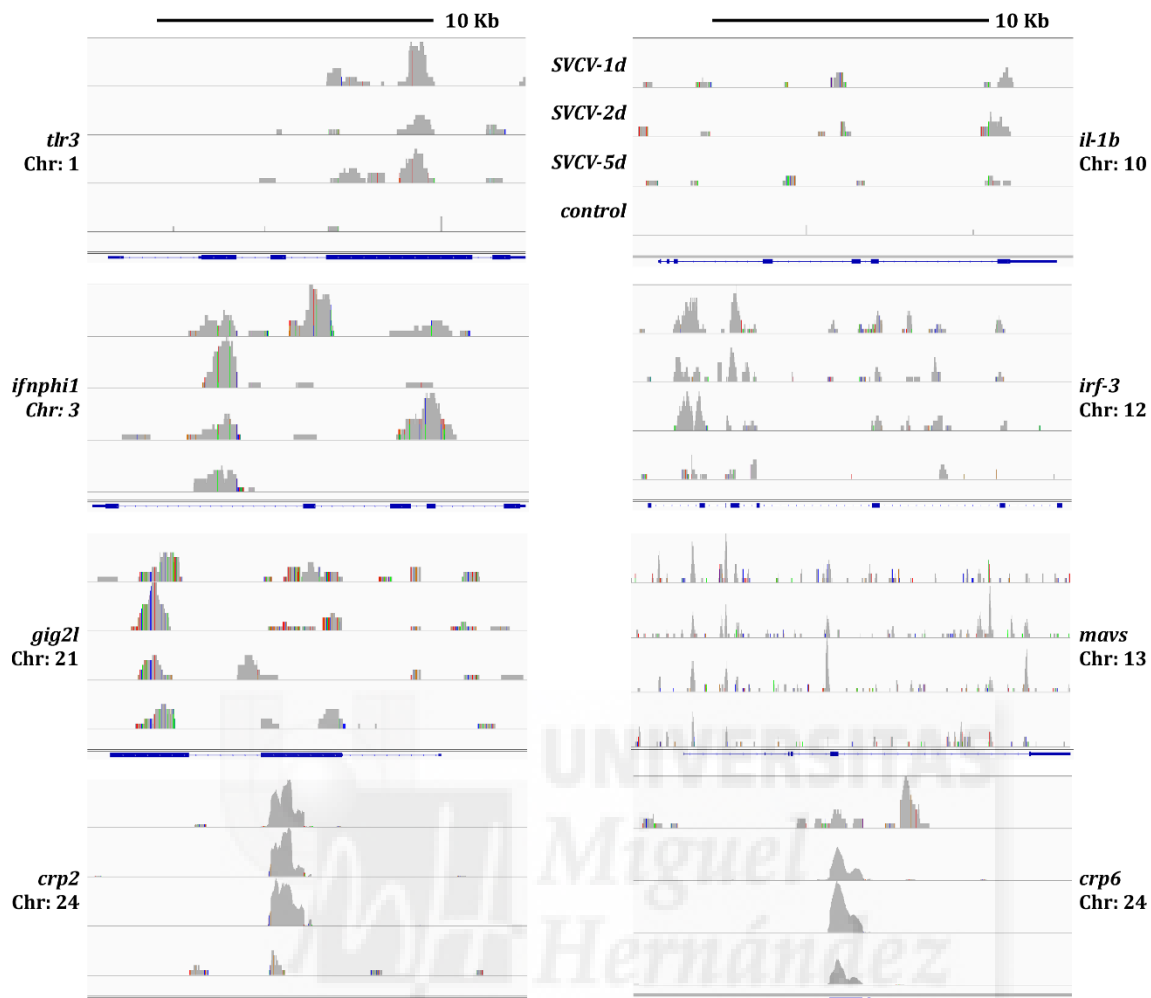 10 Kb
10 Kb
tlr3
Chr: 1
SVCV-1d
SVCV-2d
SVCV-5d
control
il-1b
Chr: 10
ifnphi1
Chr: 3
irf-3
Chr: 12
gig2l
Chr: 21
mavs
Chr: 13
crp2
Chr: 24
crp6
Chr: 24
UNIVERSITAS
Miguel
Hernández